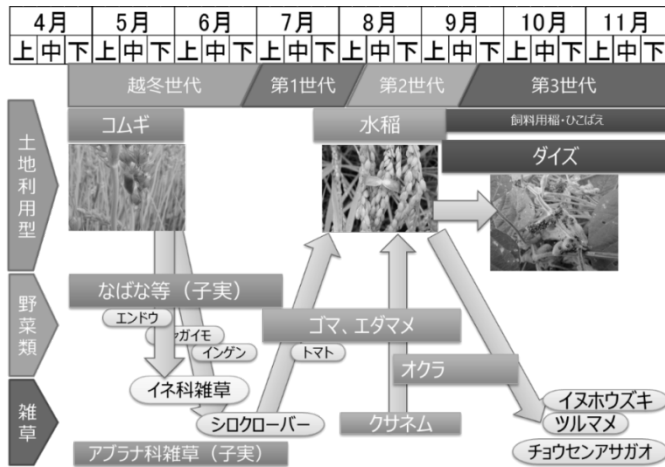 4月 5月 6月 7月 8月 9月 10月 11月
上 中 下 上 中 下 上 中 下 上 中 下 上 中 下 上 中 下 上 中 下 上 中 下
越冬世代 第1世代 第2世代 第3世代
土地利用型
コムギ
水稲
飼料用稲・ひこばえ
ダイズ
野菜類
なばな等（子実）
エンドウ
ガイモ
インゲン
ゴマ、エダマメ
トマト
オクラ
雑草
イネ科雑草
シロクローバー
クサネム
アブラナ科雑草（子実）
イヌホウズキ
ツルマメ
チョウセンアサガオ